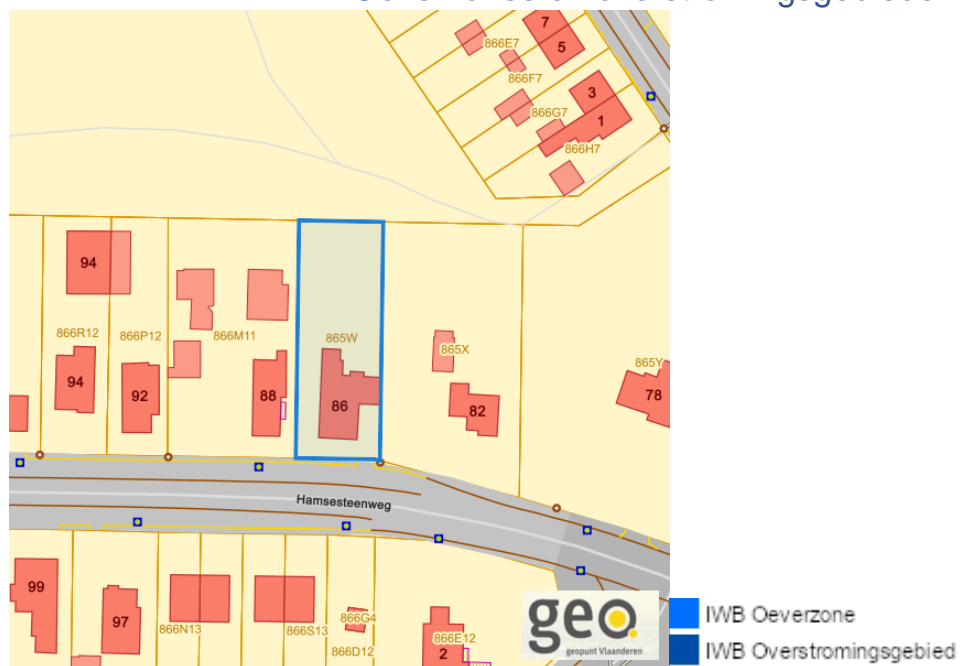 7
5
866E7
866F7
3
866G7
1
866H7
94
866R12
866P12
866M11
865W
865X
865Y
94
92
88
86
82
78
Hamsesteenweg
99
97
866N13
866S13
866G4
866D12
866E12
2
geo.
geopunt Vlaanderen
IWB Oeverzone
IWB Overstromingsgebied